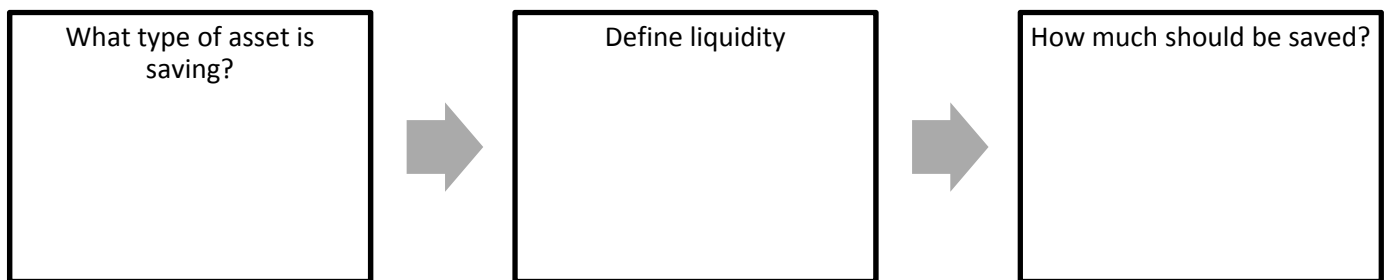 What type of asset is
saving?
Define liquidity
How much should be saved?